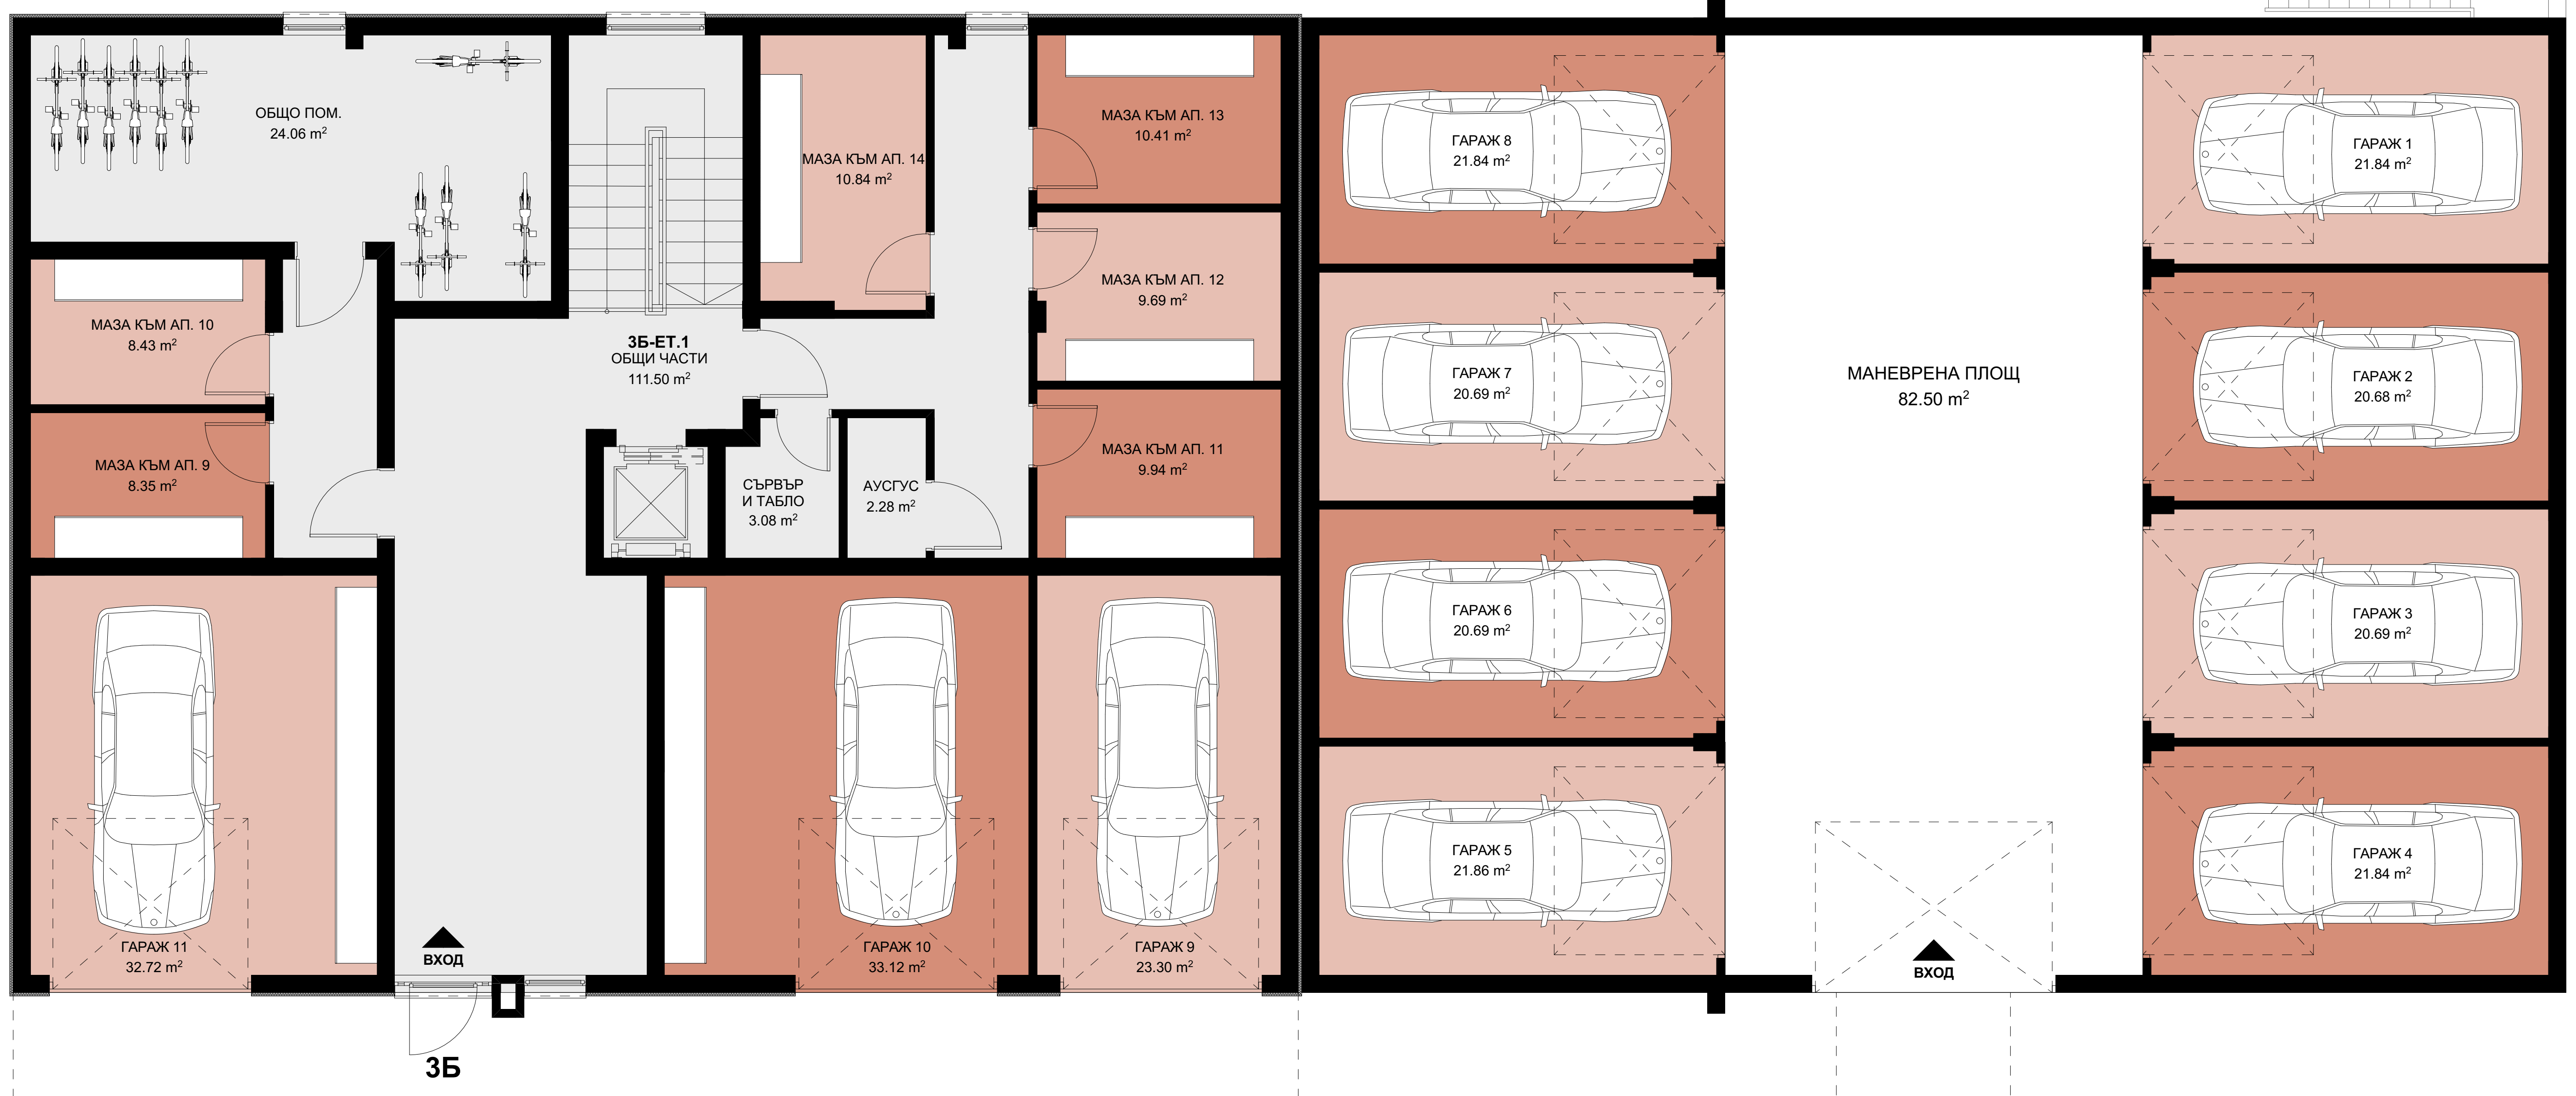 ОБЩО ПОМ.
24.06 m²
МАЗА КЪМ АП. 14
10.84 m²
МАЗА КЪМ АП. 13
10.41 m²
МАЗА КЪМ АП. 12
9.69 m²
МАЗА КЪМ АП. 11
9.94 m²
МАЗА КЪМ АП. 10
8.43 m²
МАЗА КЪМ АП. 9
8.35 m²
3Б-ЕТ.1
ОБЩИ ЧАСТИ
111.50 m²
СЪРВЪР
И ТАБЛО
3.08 m²
АУСГУС
2.28 m²
ГАРАЖ 11
32.72 m²
ВХОД
ГАРАЖ 10
33.12 m²
ГАРАЖ 9
23.30 m²
3Б
ГАРАЖ 8
21.84 m²
ГАРАЖ 7
20.69 m²
ГАРАЖ 6
20.69 m²
ГАРАЖ 5
21.86 m²
МАНЕВРЕНА ПЛОЩ
82.50 m²
ВХОД
ГАРАЖ 1
21.84 m²
ГАРАЖ 2
20.68 m²
ГАРАЖ 3
20.69 m²
ГАРАЖ 4
21.84 m²